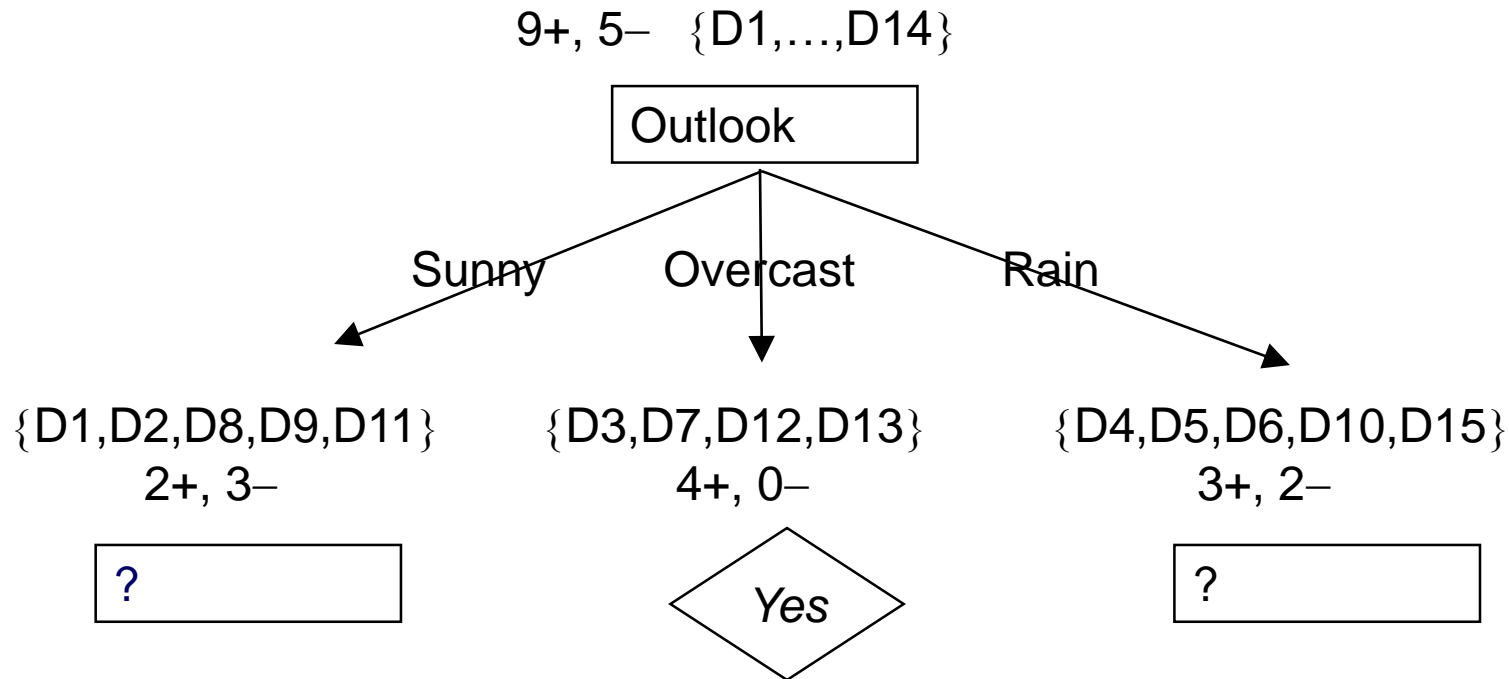 9+, 5– {D1,…,D14}
Outlook
Sunny Overcast Rain
{D1,D2,D8,D9,D11} {D3,D7,D12,D13} {D4,D5,D6,D10,D15}
2+, 3– 4+, 0– 3+, 2–
? Yes ?